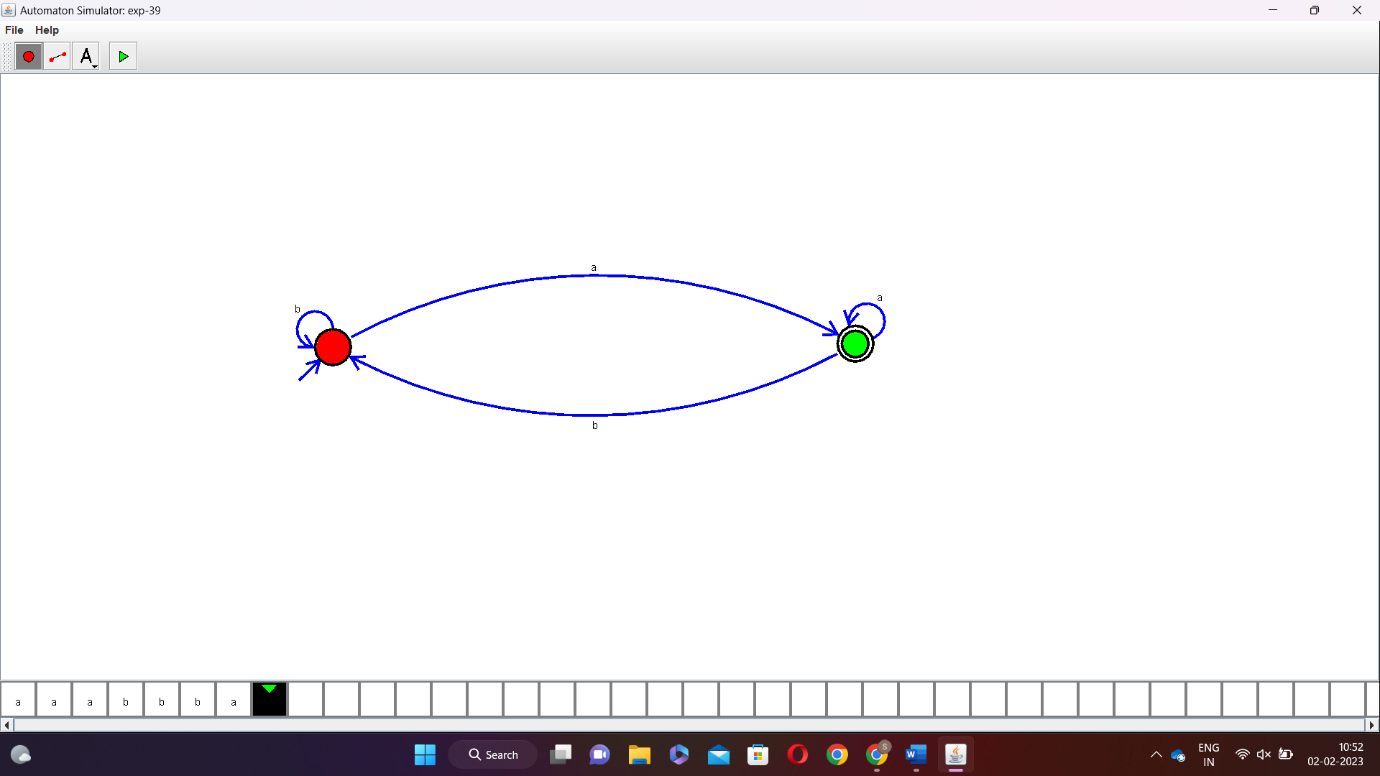 Automaton Simulator: exp-39
File Help
A
a
b
a
b
a a a b b b a
Search
S
ENG
IN
10:52
02-02-2023